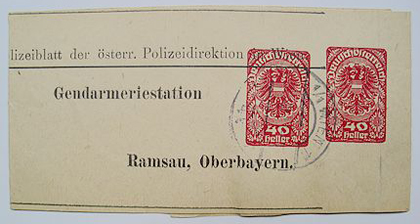 lizeiblatt der österr. Polizeidirektion
Deutschösterreich Deutschösterreich
40 40
Heller Heller
Gendarmeriestation
Ramsau, Oberbayern.